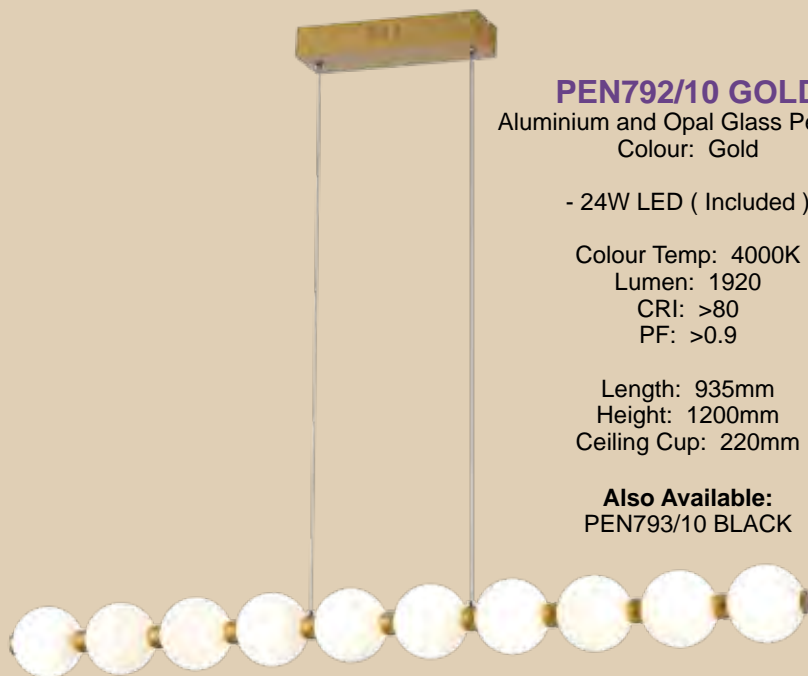 PEN792/10 GOLD
Aluminium and Opal Glass
Colour: Gold
- 24W LED ( Included )
Colour Temp: 4000K
Lumen: 1920
CRI: >80
PF: >0.9
Length: 935mm
Height: 1200mm
Ceiling Cup: 220mm
Also Available:
PEN793/10 BLACK